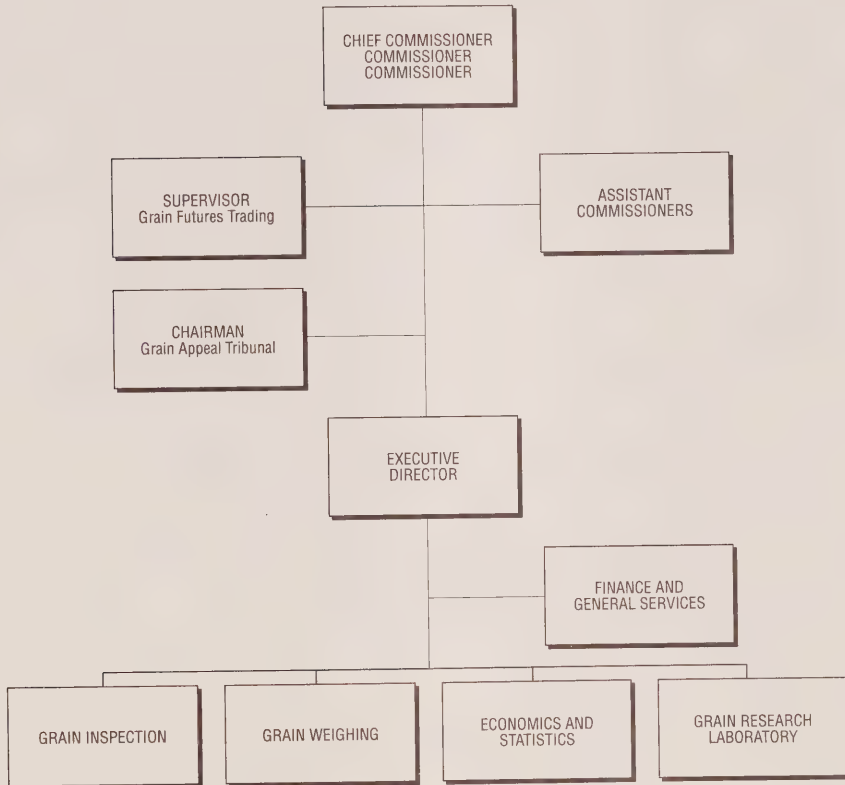 CHIEF COMMISSIONER
COMMISSIONER
COMMISSIONER
SUPERVISOR
Grain Futures Trading
ASSISTANT
COMMISSIONERS
CHAIRMAN
Grain Appeal Tribunal
EXECUTIVE
DIRECTOR
FINANCE AND
GENERAL SERVICES
GRAIN INSPECTION
GRAIN WEIGHING
ECONOMICS AND
STATISTICS
GRAIN RESEARCH
LABORATORY